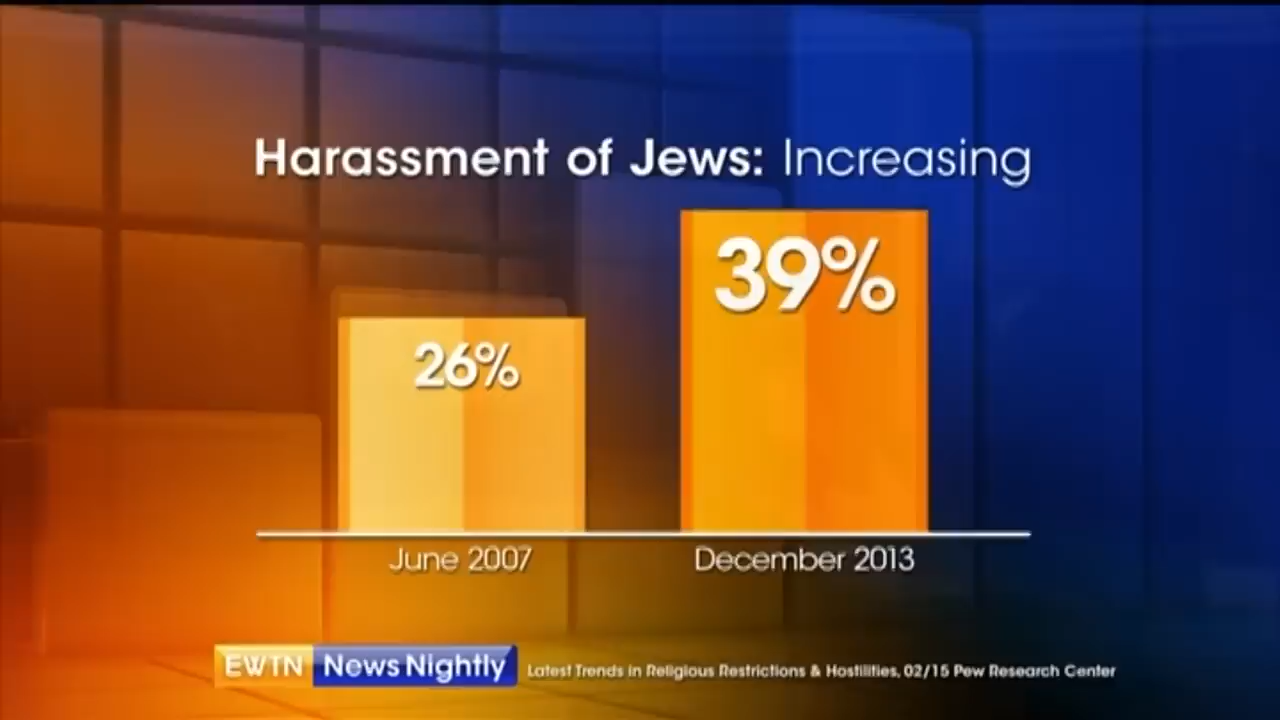 Harassment of Jews: Increasing
39%
26%
June 2007 December 2013
EWTN News Nightly Latest Trends in Religious Restrictions & Hostilities, 02/15 Pew Research Center